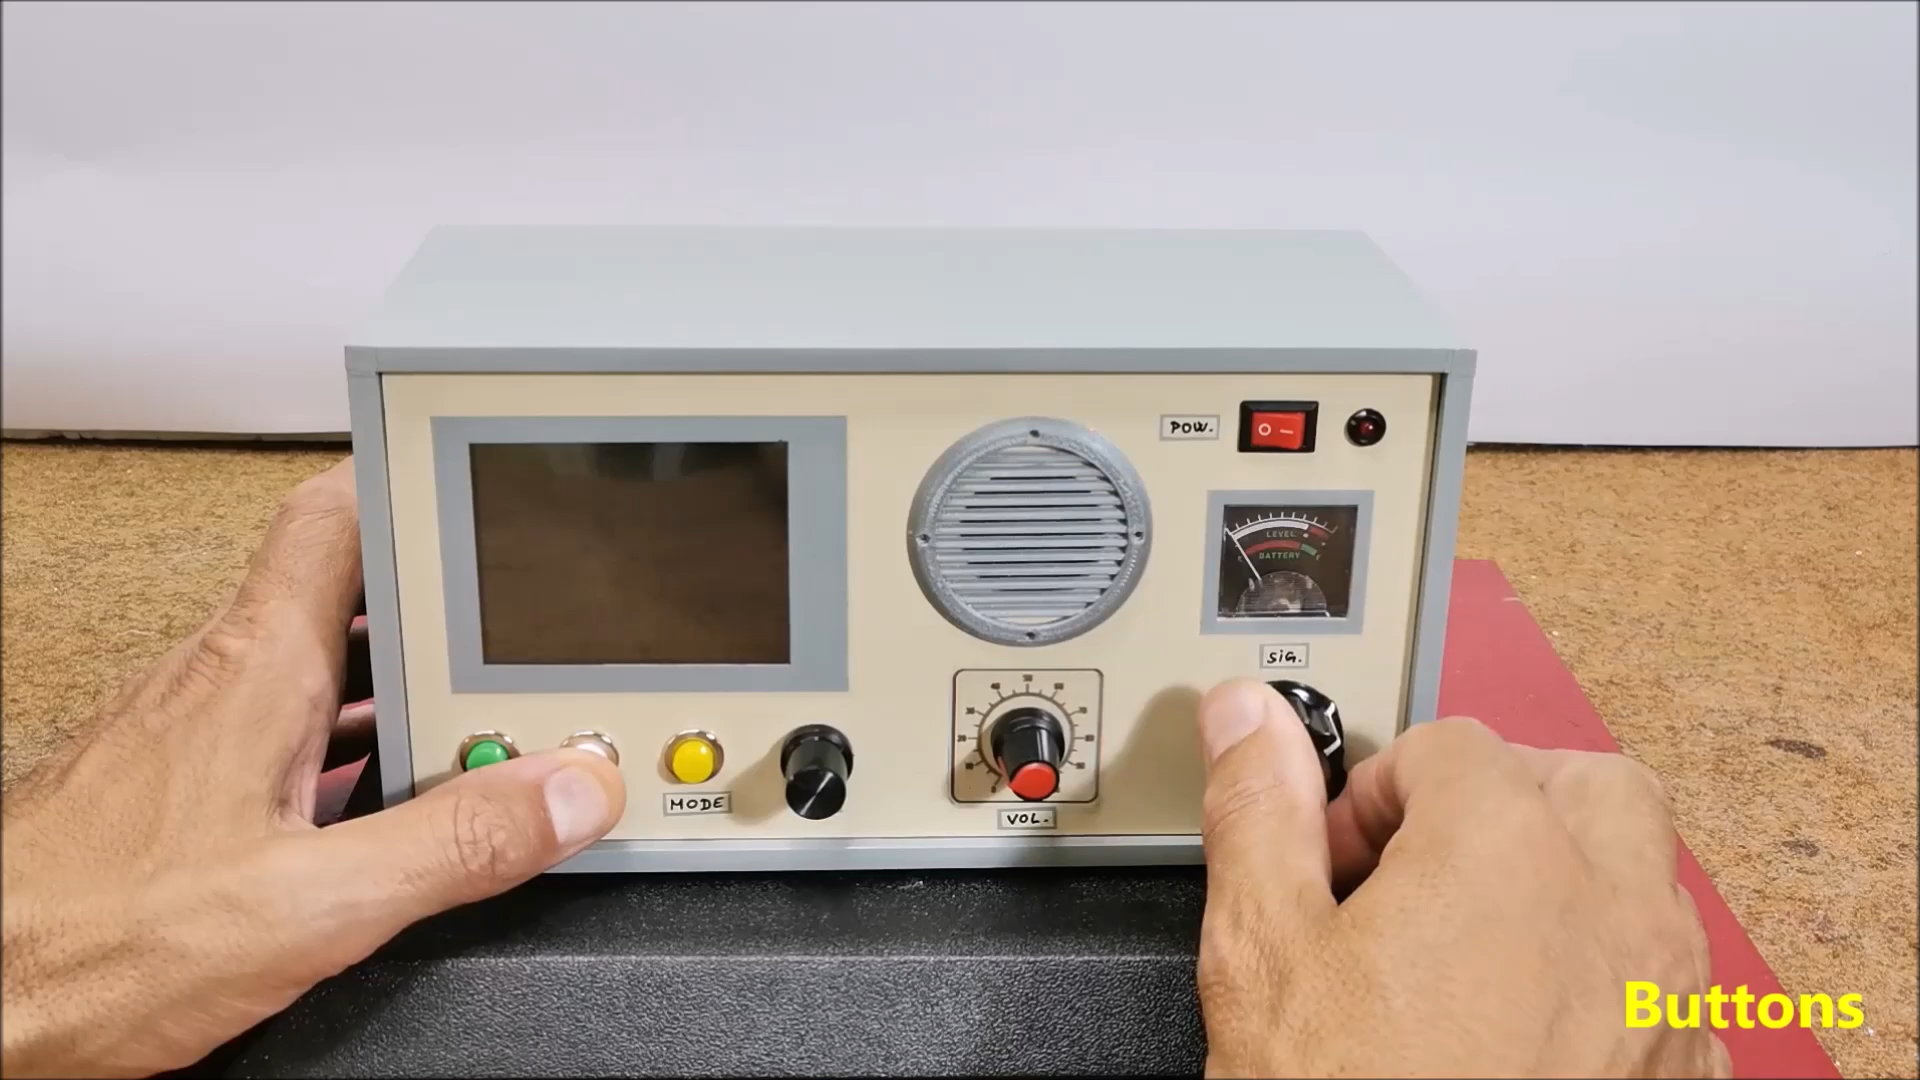 POW.
LEVEL
BATTERY
SIG.
MODE
VOL.
Buttons